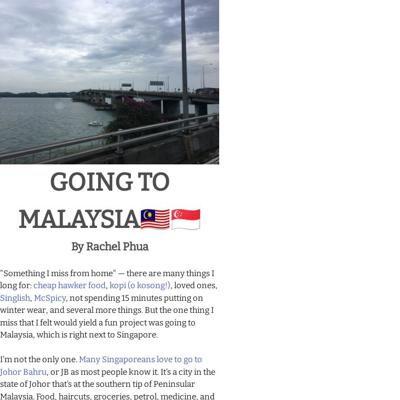 GOING TO
MALAYSIA🇲🇾🇸🇬
By Rachel Phua
"Something I miss from home" — there are many things I
long for: cheap hawker food, kopi (o kosong!), loved ones,
Singlish, McSpicy, not spending 15 minutes putting on
winter wear, and several more things. But the one thing I
miss that I felt would yield a fun project was going to
Malaysia, which is right next to Singapore.
I'm not the only one. Many Singaporeans love to go to
Johor Bahru, or JB as most people know it. It's a city in the
state of Johor that's at the southern tip of Peninsular
Malaysia. Food, haircuts, groceries, petrol, medicine, and